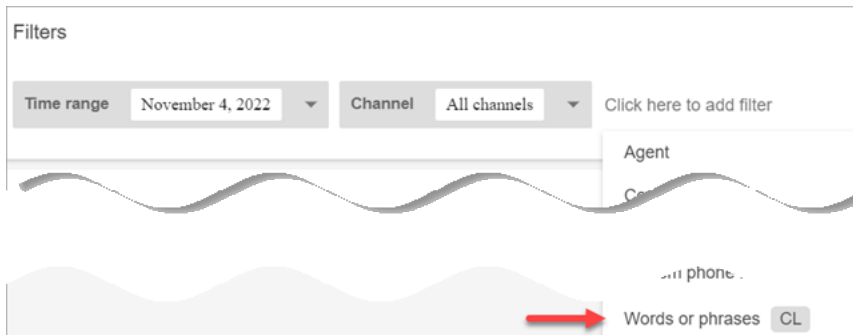 Filters
Time range November 4, 2022 Channel All channels Click here to add filter
Agent
phone
Words or phrases CL